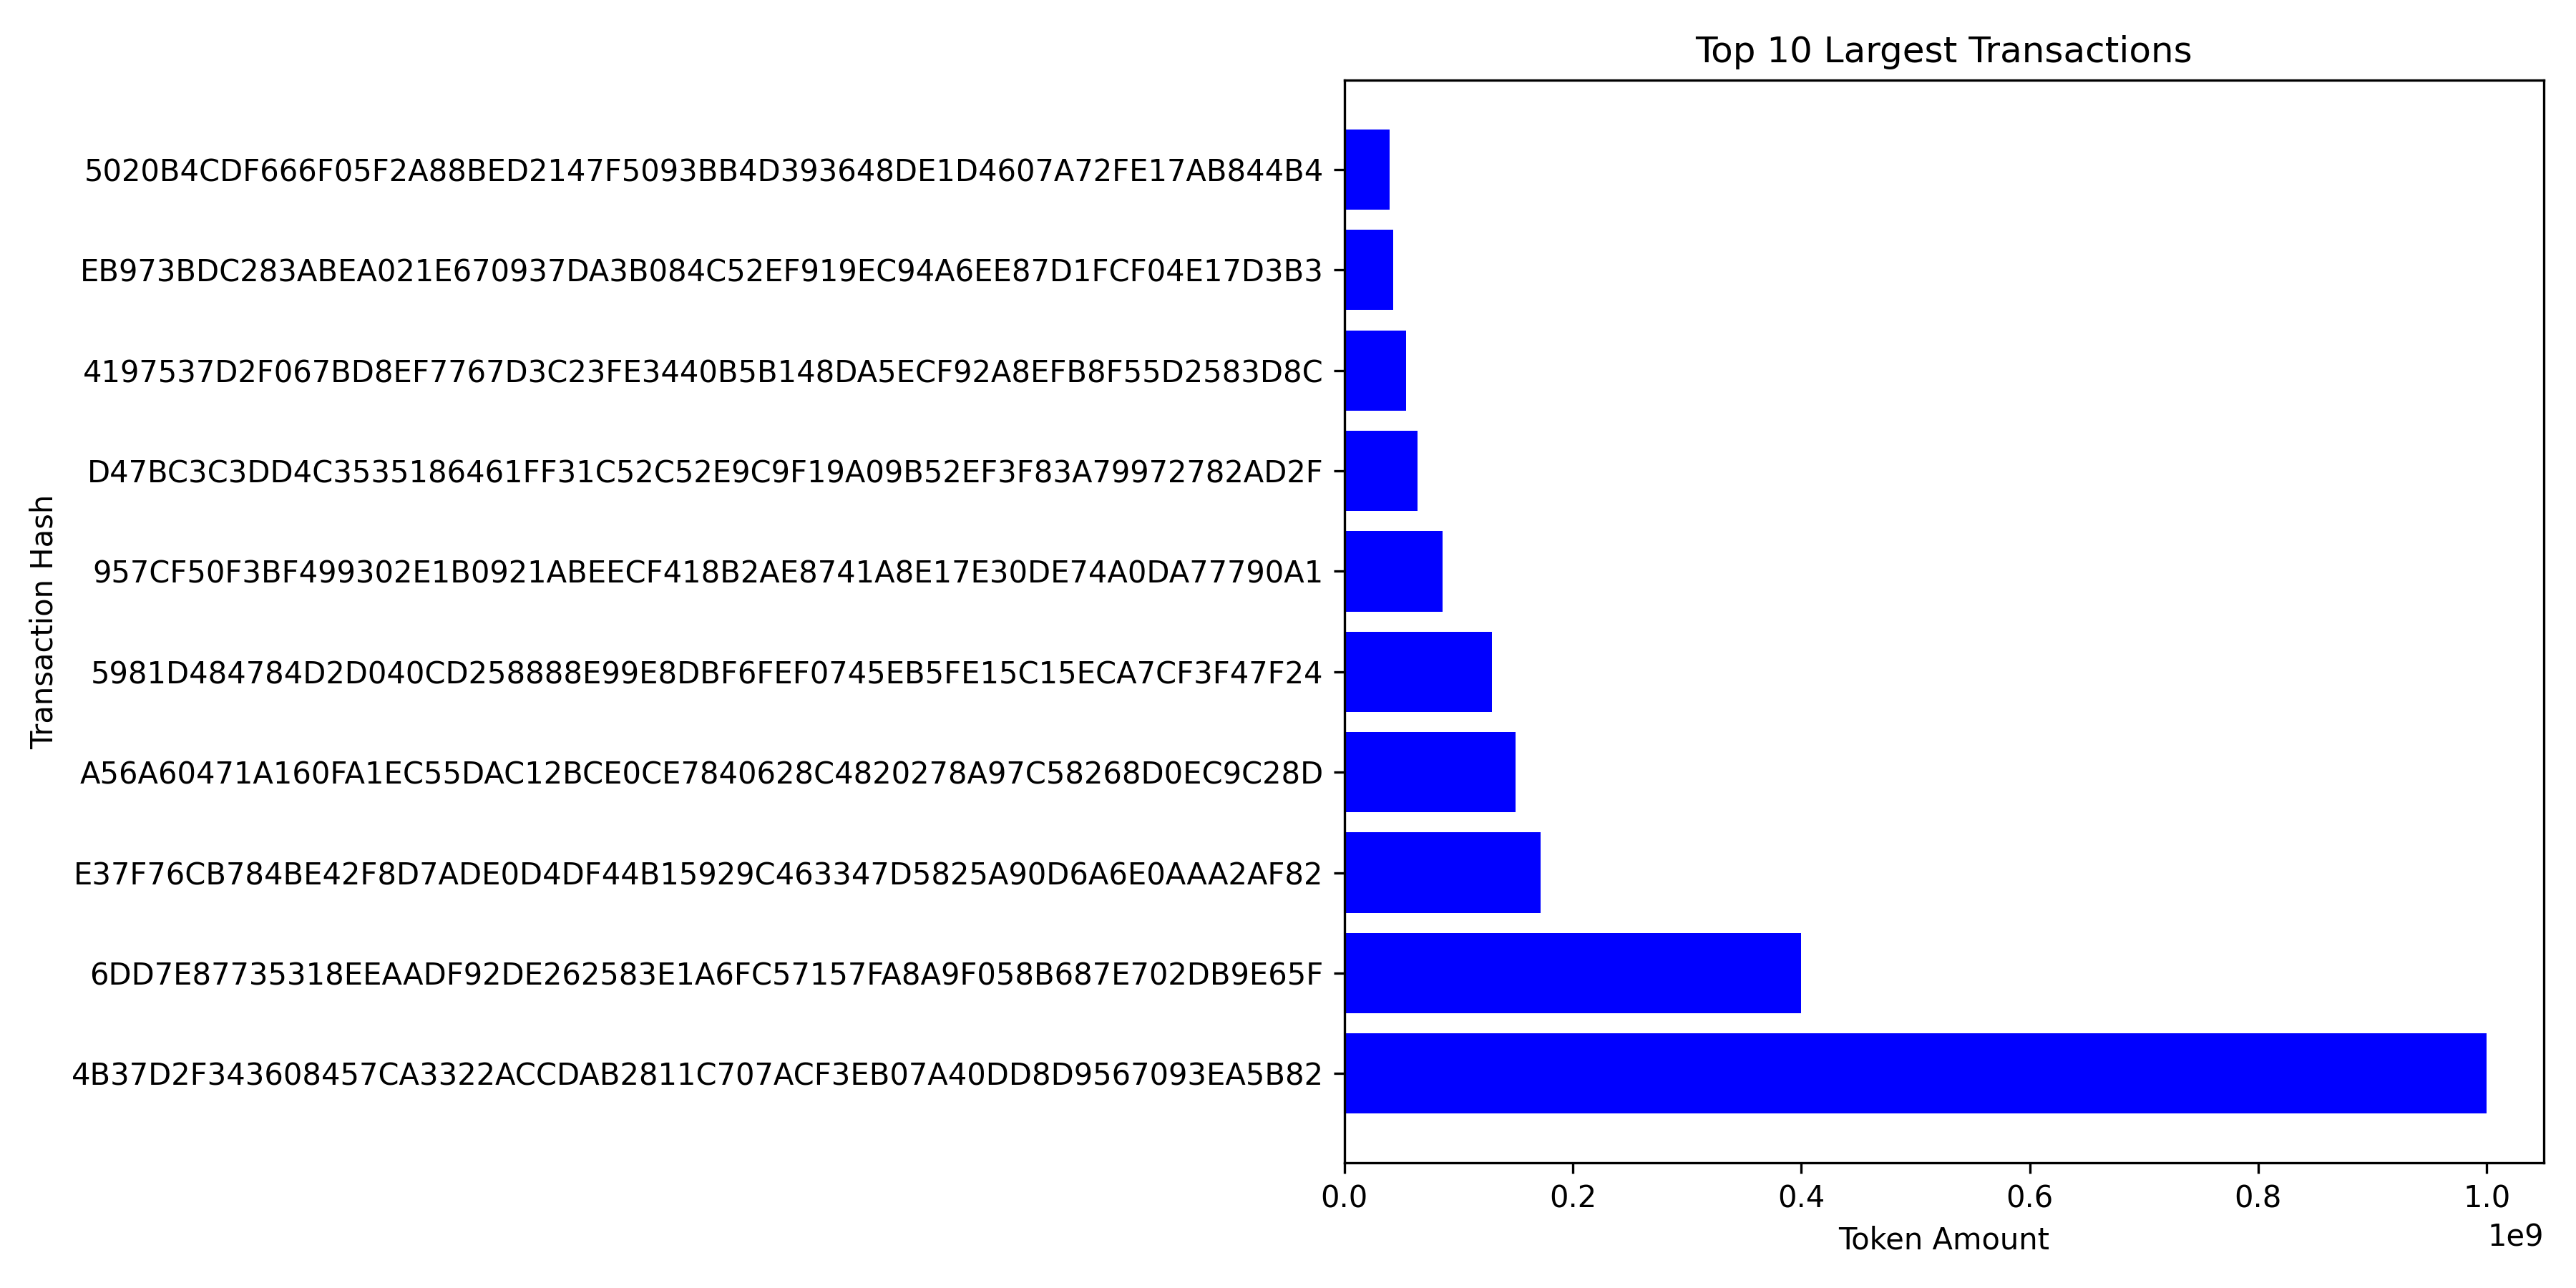 Top 10 Largest Transactions
Transaction Hash
5020B4CDF666F05F2A88BED2147F5093BB4D393648DE1D4607A72FE17AB844B4
EB973BDC283ABEA021E670937DA3B084C52EF919EC94A6EE87D1FCF04E17D3B3
4197537D2F067BD8EF7767D3C23FE3440B5B148DA5ECF92A8EFB8F55D2583D8C
D47BC3C3DD4C3535186461FF31C52C52E9C9F19A09B52EF3F83A79972782AD2F
957CF50F3BF499302E1B0921ABEECF418B2AE8741A8E17E30DE74A0DA77790A1
5981D484784D2D040CD258888E99E8DBF6FEF0745EB5FE15C15ECA7CF3F47F24
A56A60471A160FA1EC55DAC12BCE0CE7840628C4820278A97C58268D0EC9C28D
E37F76CB784BE42F8D7ADE0D4DF44B15929C463347D5825A90D6A6E0AAA2AF82
6DD7E87735318EEAADF92DE262583E1A6FC57157FA8A9F058B687E702DB9E65F
4B37D2F343608457CA3322ACCDAB2811C707ACF3EB07A40DD8D9567093EA5B82
0.0 0.2 0.4 0.6 0.8 1.0
1e9
Token Amount